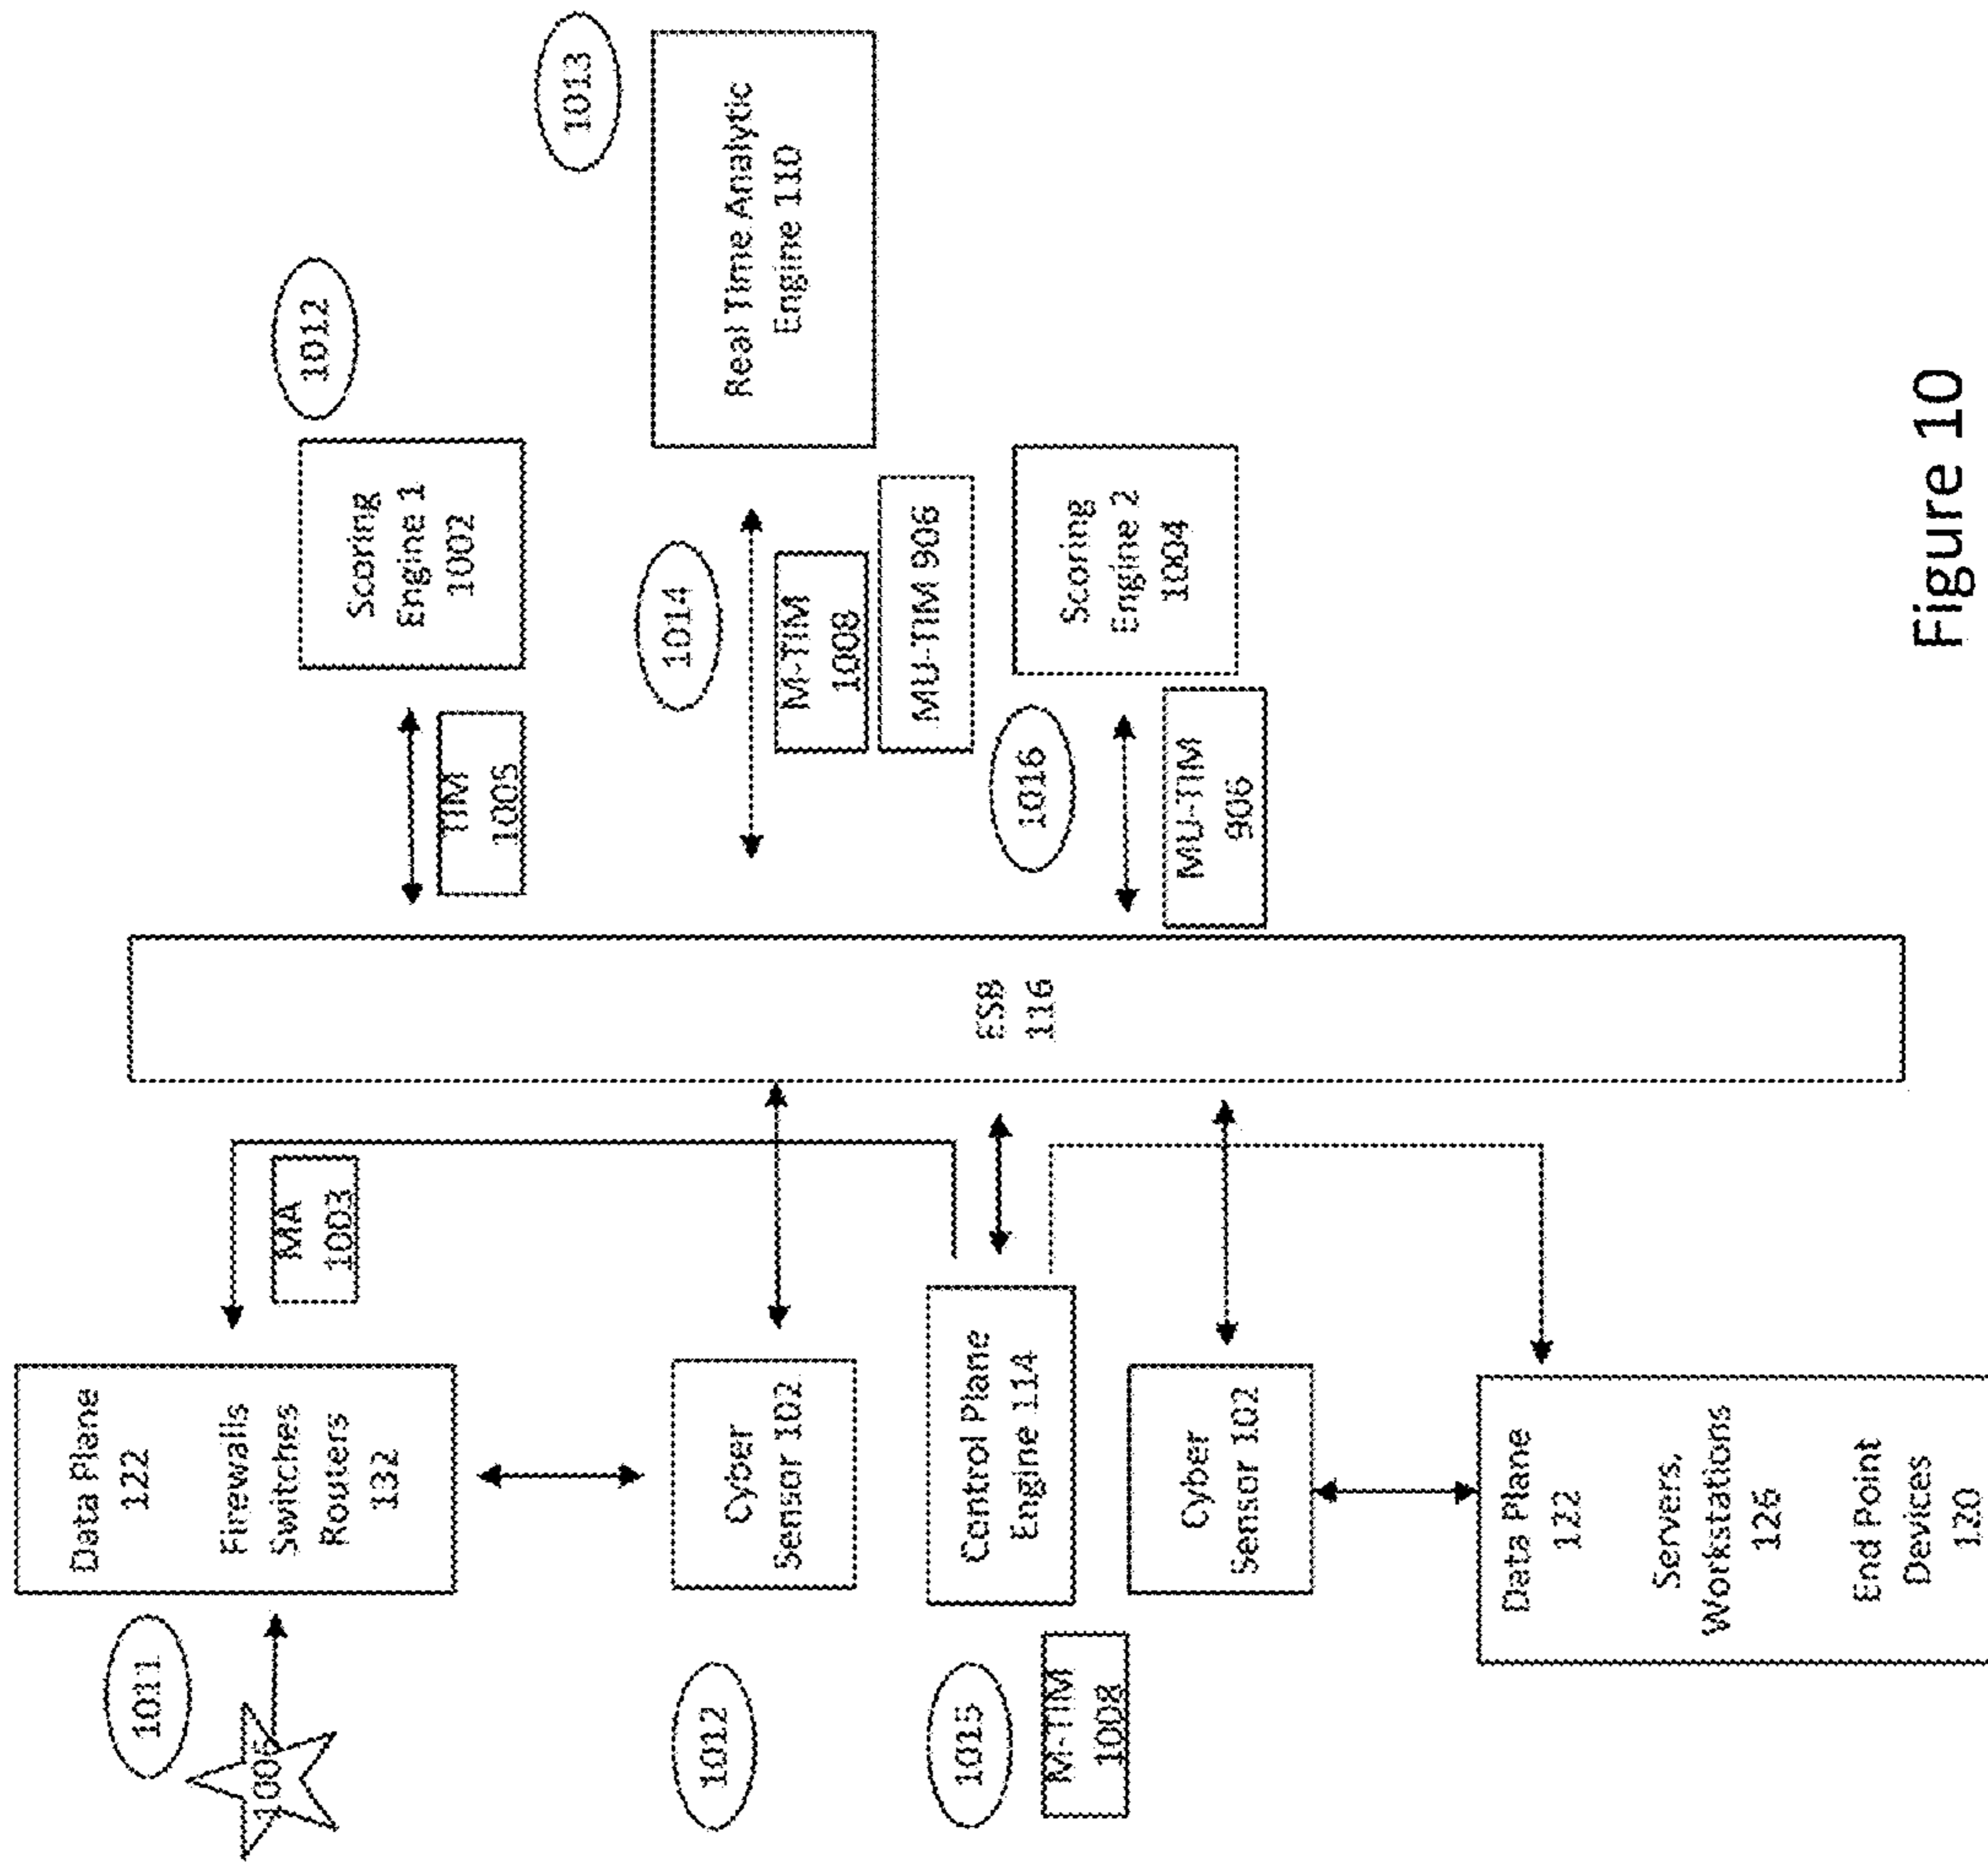 1011
1005
Data Plane
122
Firewalls
Switches
Routers
132
MA
1003
TIM
1005
Scoring
Engine 1
1002
1012
1012
Cyber
Sensor 102
1014
M-TIM
1008
MU-TIM 906
Real Time Analytic
Engine 110
1013
1015
M-TIM
1008
Control Plane
Engine 114
ESB
116
1016
MU-TIM
906
Scoring
Engine 2
1004
Cyber
Sensor 102
Data Plane
122
Servers,
Workstations
126
End Point
Devices
120
Figure 10